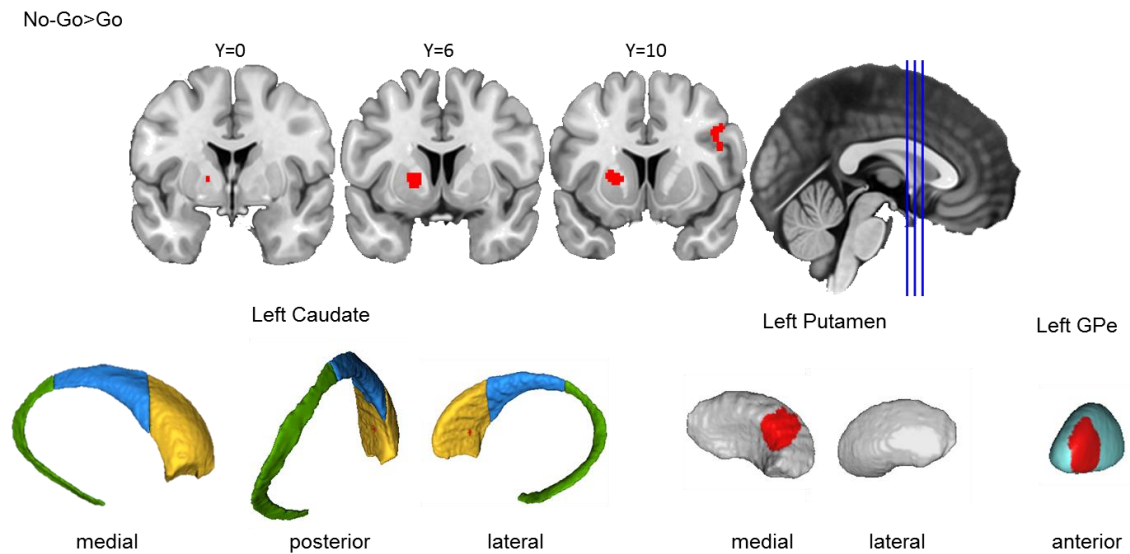 No-Go>Go
Y=0 Y=6 Y=10
Left Caudate Left Putamen Left GPe
medial posterior lateral medial lateral anterior